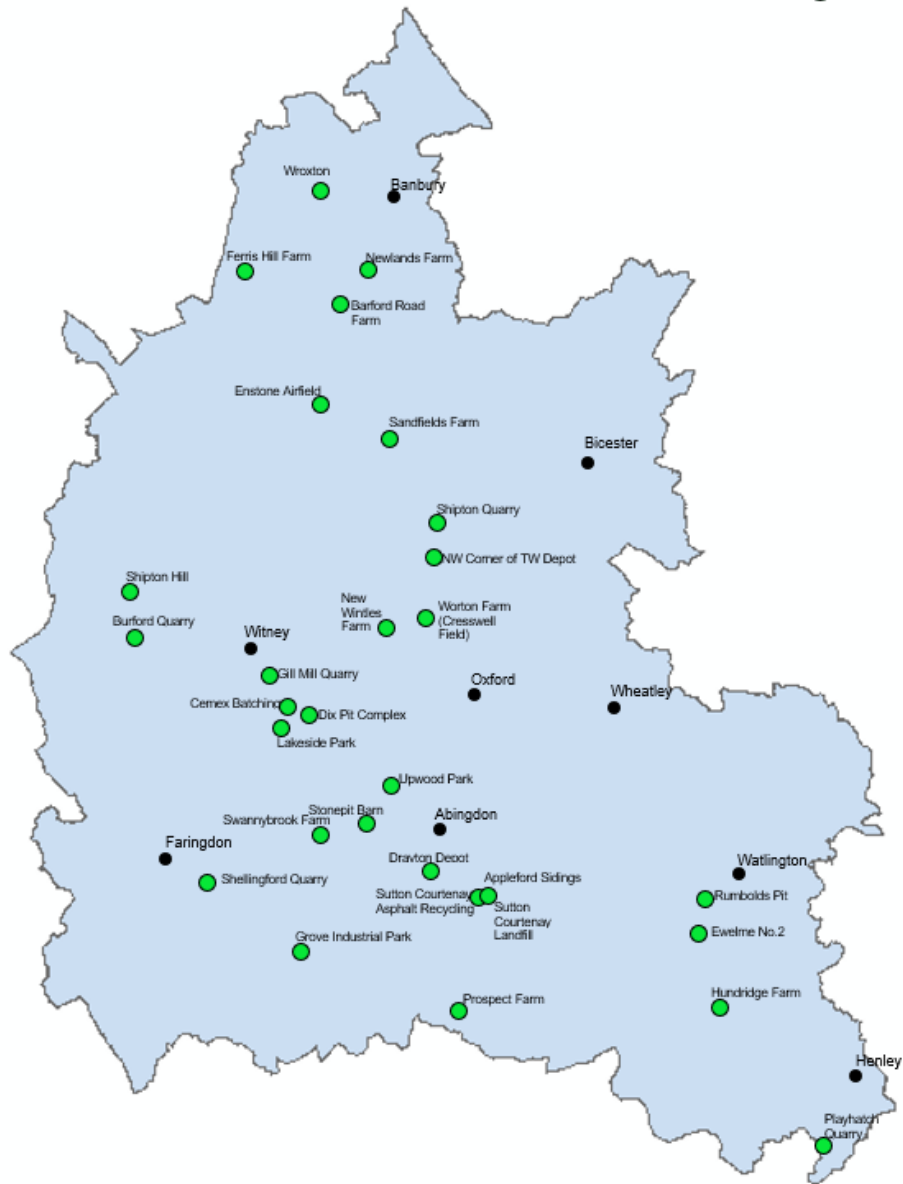 Wroxton
Banbury
Ferris Hill Farm
Newlands Farm
Barford Road
Farm
Enstone Airfield
Sandfields Farm
Bicester
Shipton Quarry
NW Corner of TW Depot
Shipton Hill
Burford Quarry
New
Wintles
Farm
Worton Farm
(Cresswell
Field)
Witney
Gill Mill Quarry
Oxford
Wheatley
Cemex Batching
Dix Pit Complex
Lakeside Park
Upwood Park
Stonepit Barn
Swannybrook Farm
Abingdon
Faringdon
Drayton Depot
Watlington
Shellingford Quarry
Appleford Sidings
Sutton Courtenay
Asphalt Recycling
Sutton
Courtenay
Landfill
Rumbolds Pit
Ewelme No.2
Grove Industrial Park
Prospect Farm
Hundridge Farm
Henley
Playhatch
Quarry